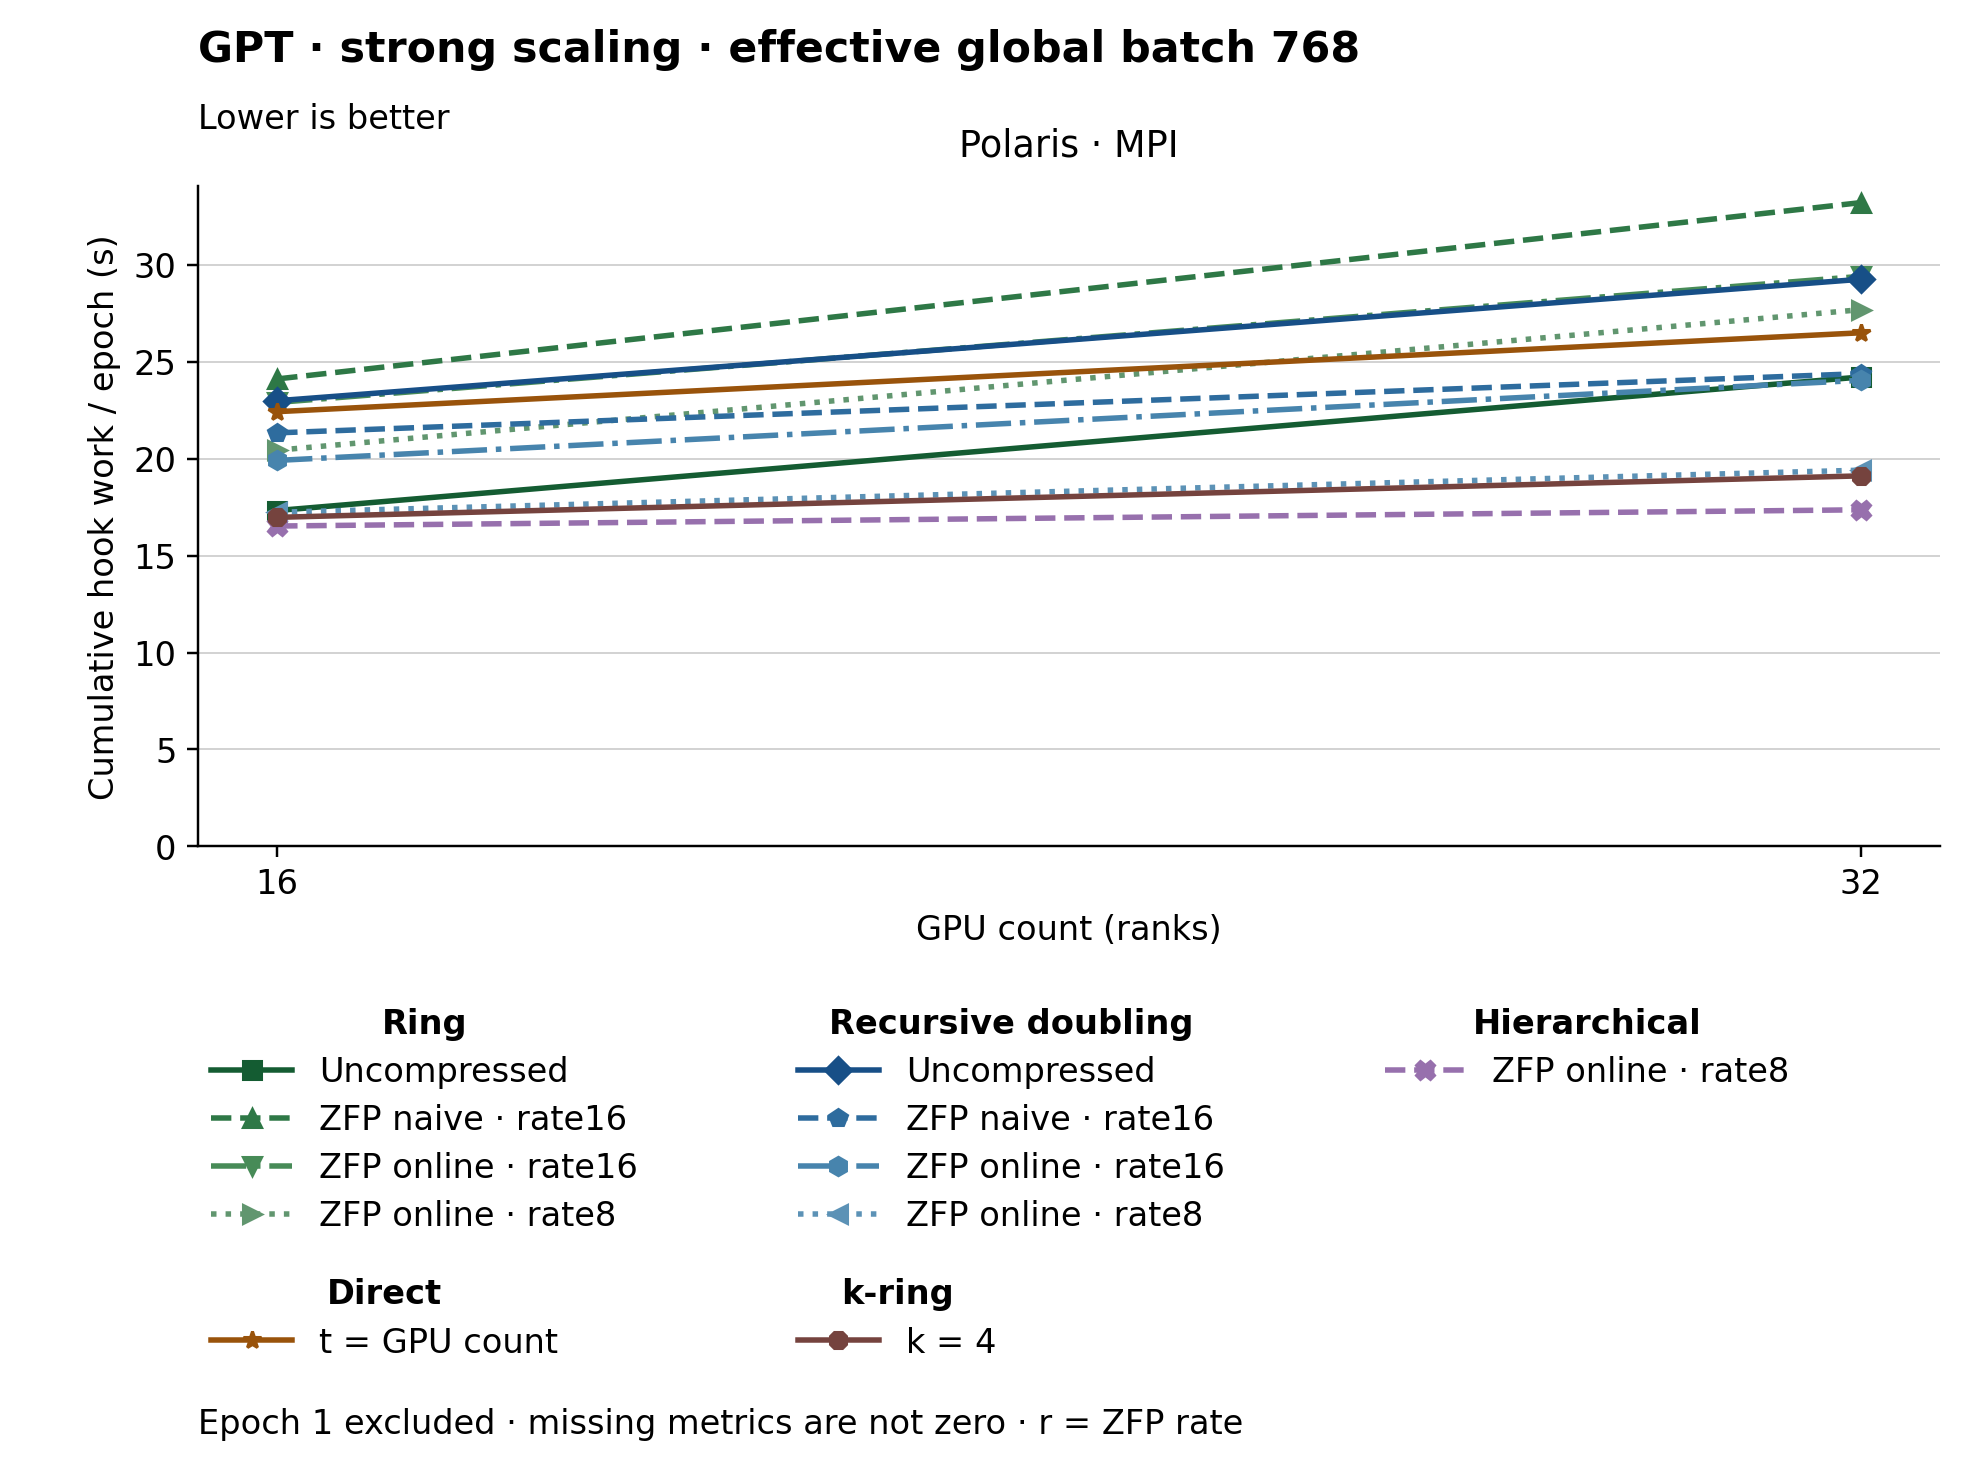 GPT · strong scaling · effective global batch 768
Lower is better
Polaris · MPI
Cumulative hook work / epoch (s)
30
25
20
15
10
5
0
16
32
GPU count (ranks)
Ring
Uncompressed
ZFP naive · rate16
ZFP online · rate16
ZFP online · rate8
Recursive doubling
Uncompressed
ZFP naive · rate16
ZFP online · rate16
ZFP online · rate8
Hierarchical
ZFP online · rate8
Direct
t = GPU count
k-ring
k = 4
Epoch 1 excluded · missing metrics are not zero · r = ZFP rate